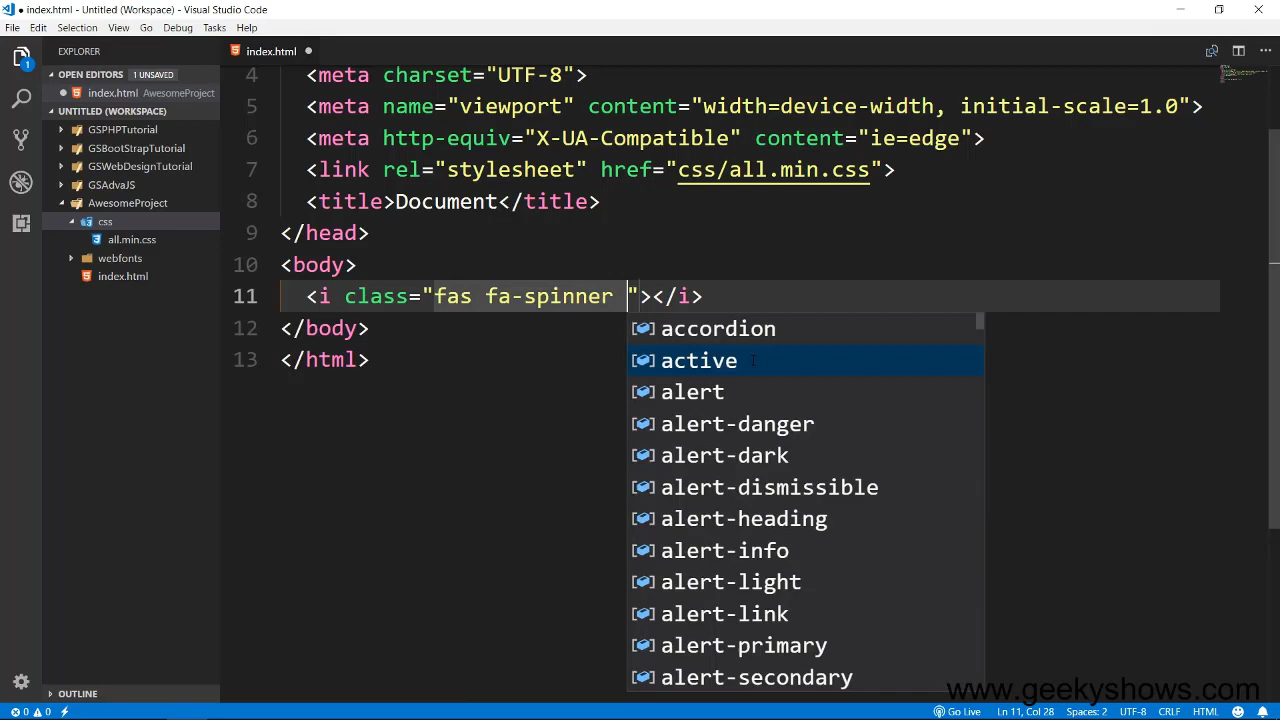 index.html - Untitled (Workspace) - Visual Studio Code
File Edit Selection View Go Debug Tasks Help
EXPLORER
index.html
OPEN EDITORS 1 UNSAVED
index.html AwesomeProject
UNTITLED (WORKSPACE)
GSPHPTutorial
GSBootStrapTutorial
GSWebDesignTutorial
GSAdvaJS
AwesomeProject
css
all.min.css
webfonts
index.html
OUTLINE
1
4 <meta charset="UTF-8">
5 <meta name="viewport" content="width=device-width, initial-scale=1.0">
6 <meta http-equiv="X-UA-Compatible" content="ie=edge">
7 <link rel="stylesheet" href="css/all.min.css">
8 <title>Document</title>
9 </head>
10 <body>
11 <i class="fas fa-spinner "></i>
12 </body>
13 </html>
accordion
active
alert
alert-danger
alert-dark
alert-dismissible
alert-heading
alert-info
alert-light
alert-link
alert-primary
alert-secondary
www.geekyshows.com
0 0 Go Live Ln 11, Col 28 Spaces: 2 UTF-8 CRLF HTML